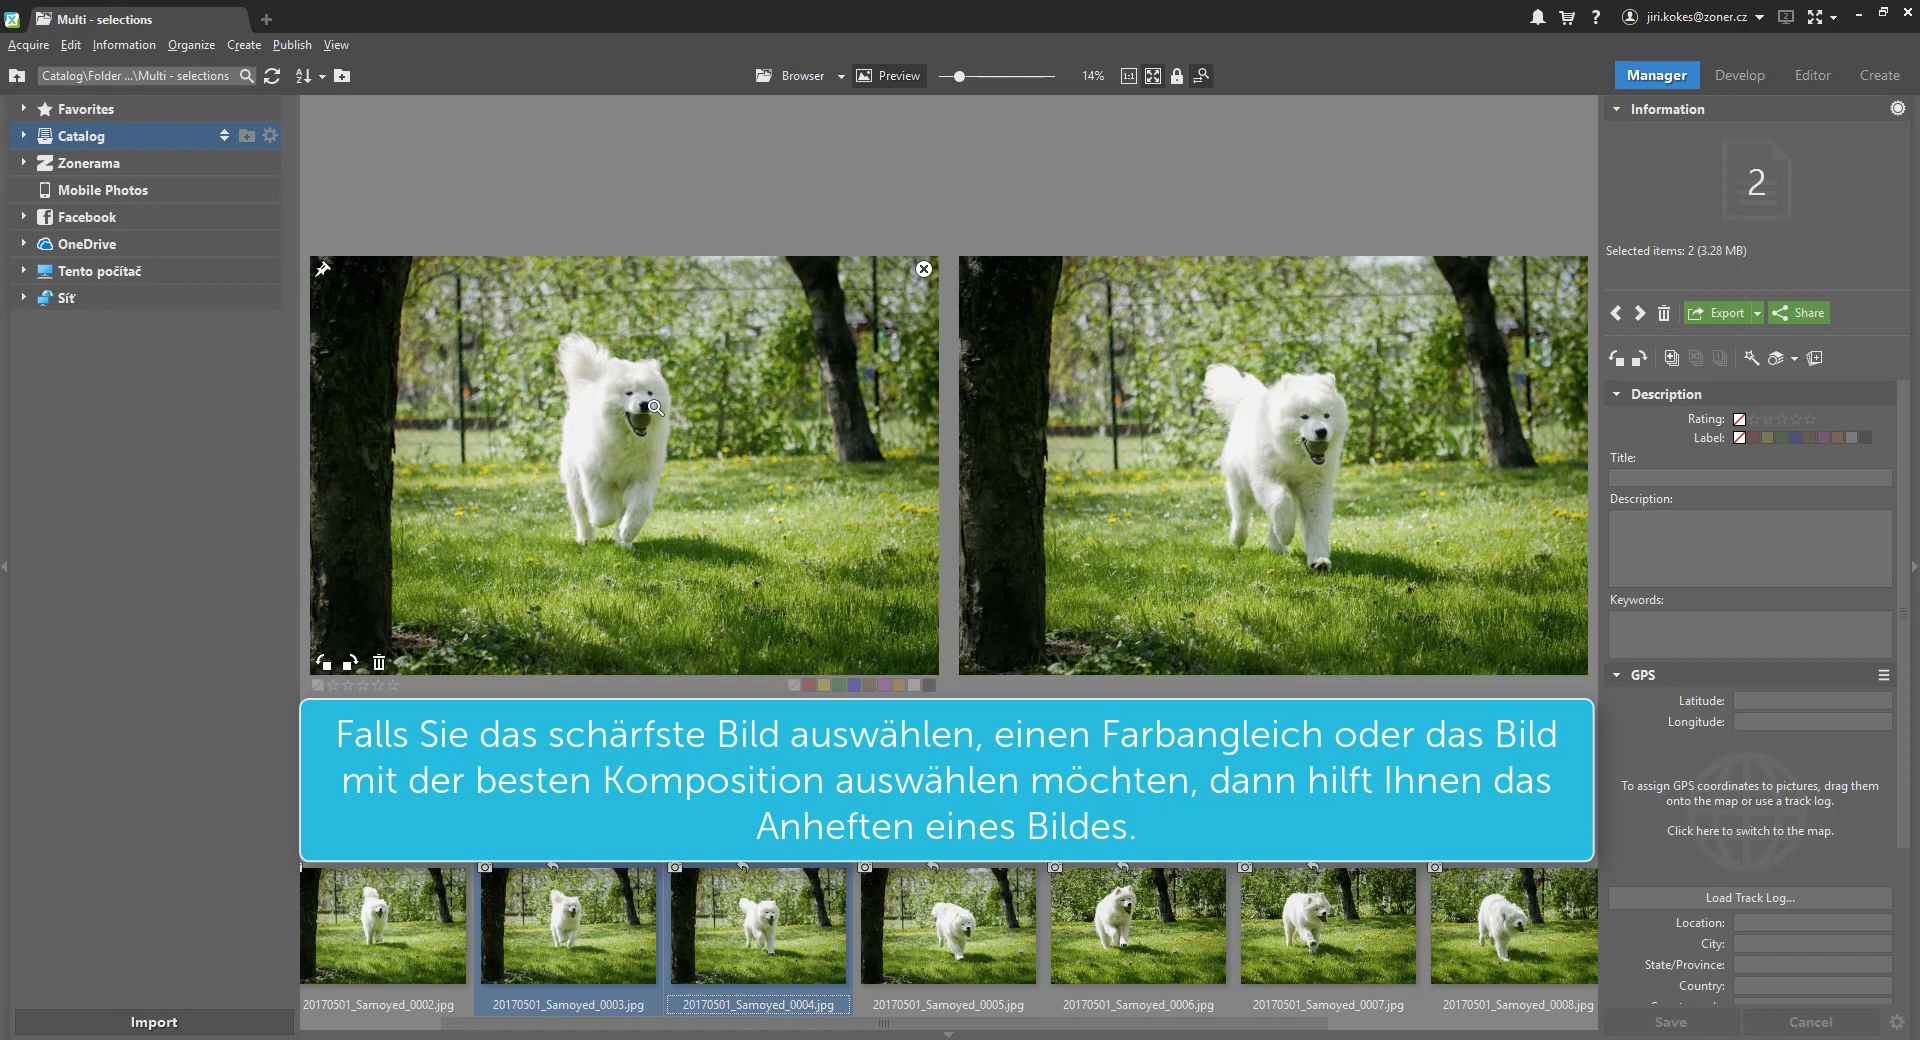 Multi - selections
jiri.kokes@zoner.cz
Acquire Edit Information Organize Create Publish View
Catalog\Folder ...\Multi - selections
Browser Preview 14% 1:1
Manager Develop Editor Create
Favorites
Catalog
Zonerama
Mobile Photos
Facebook
OneDrive
Tento počítač
Síť
Import
Information
2
Selected items: 2 (3.28 MB)
Export Share
Description
Rating:
Label:
Title:
Description:
Keywords:
GPS
Latitude:
Longitude:
To assign GPS coordinates to pictures, drag them
onto the map or use a track log.
Click here to switch to the map.
Load Track Log...
Location:
City:
State/Province:
Country:
Save Cancel
Falls Sie das schärfste Bild auswählen, einen Farbangleich oder das Bild
mit der besten Komposition auswählen möchten, dann hilft Ihnen das
Anheften eines Bildes.
20170501_Samoyed_0002.jpg 20170501_Samoyed_0003.jpg 20170501_Samoyed_0004.jpg 20170501_Samoyed_0005.jpg 20170501_Samoyed_0006.jpg 20170501_Samoyed_0007.jpg 20170501_Samoyed_0008.jpg